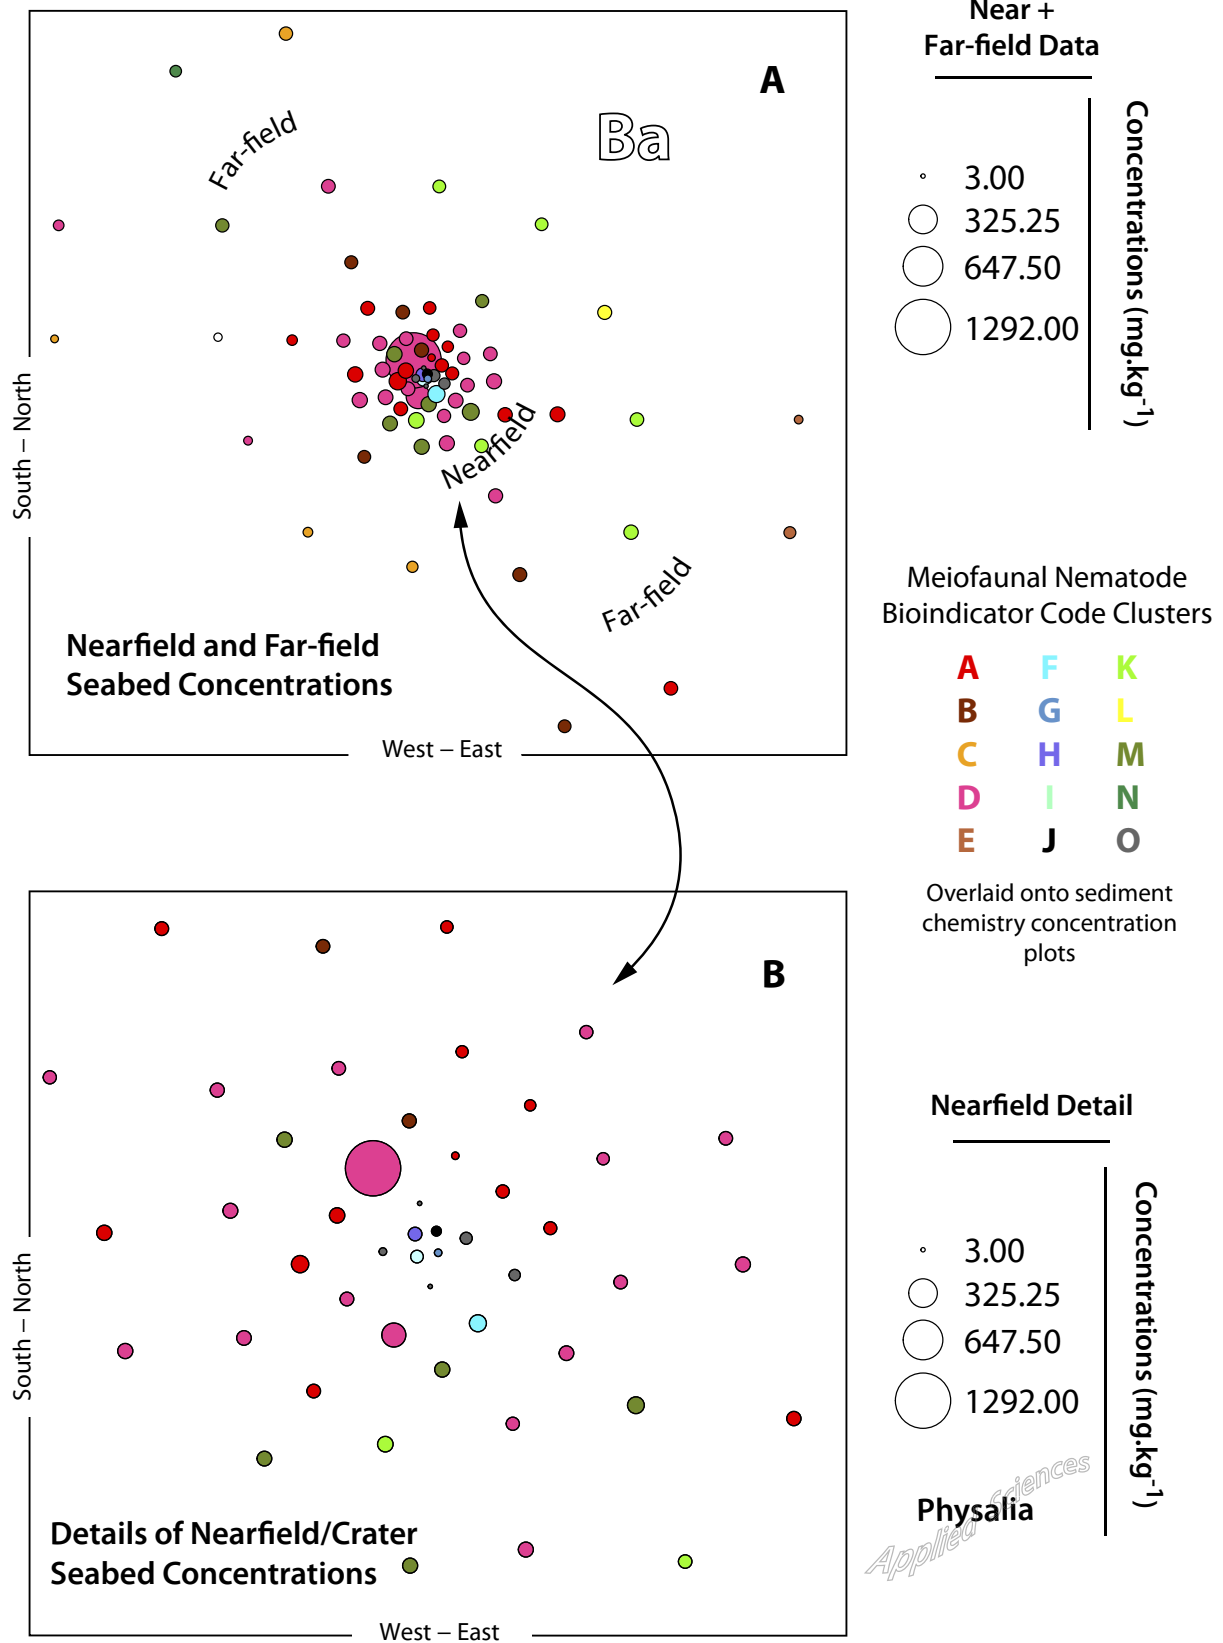 A
Ba
Far-field
Nearfield
Far-field
South – North
Nearfield and Far-field
Seabed Concentrations
West – East
Near +
Far-field Data
3.00
325.25
647.50
1292.00
Concentrations (mg.kg-1)
Meiofaunal Nematode
Bioindicator Code Clusters
A F K
B G L
C H M
D I N
E J O
Overlaid onto sediment
chemistry concentration
plots
B
South – North
Details of Nearfield/Crater
Seabed Concentrations
West – East
Nearfield Detail
3.00
325.25
647.50
1292.00
Concentrations (mg.kg-1)
Physalia
Applied Sciences